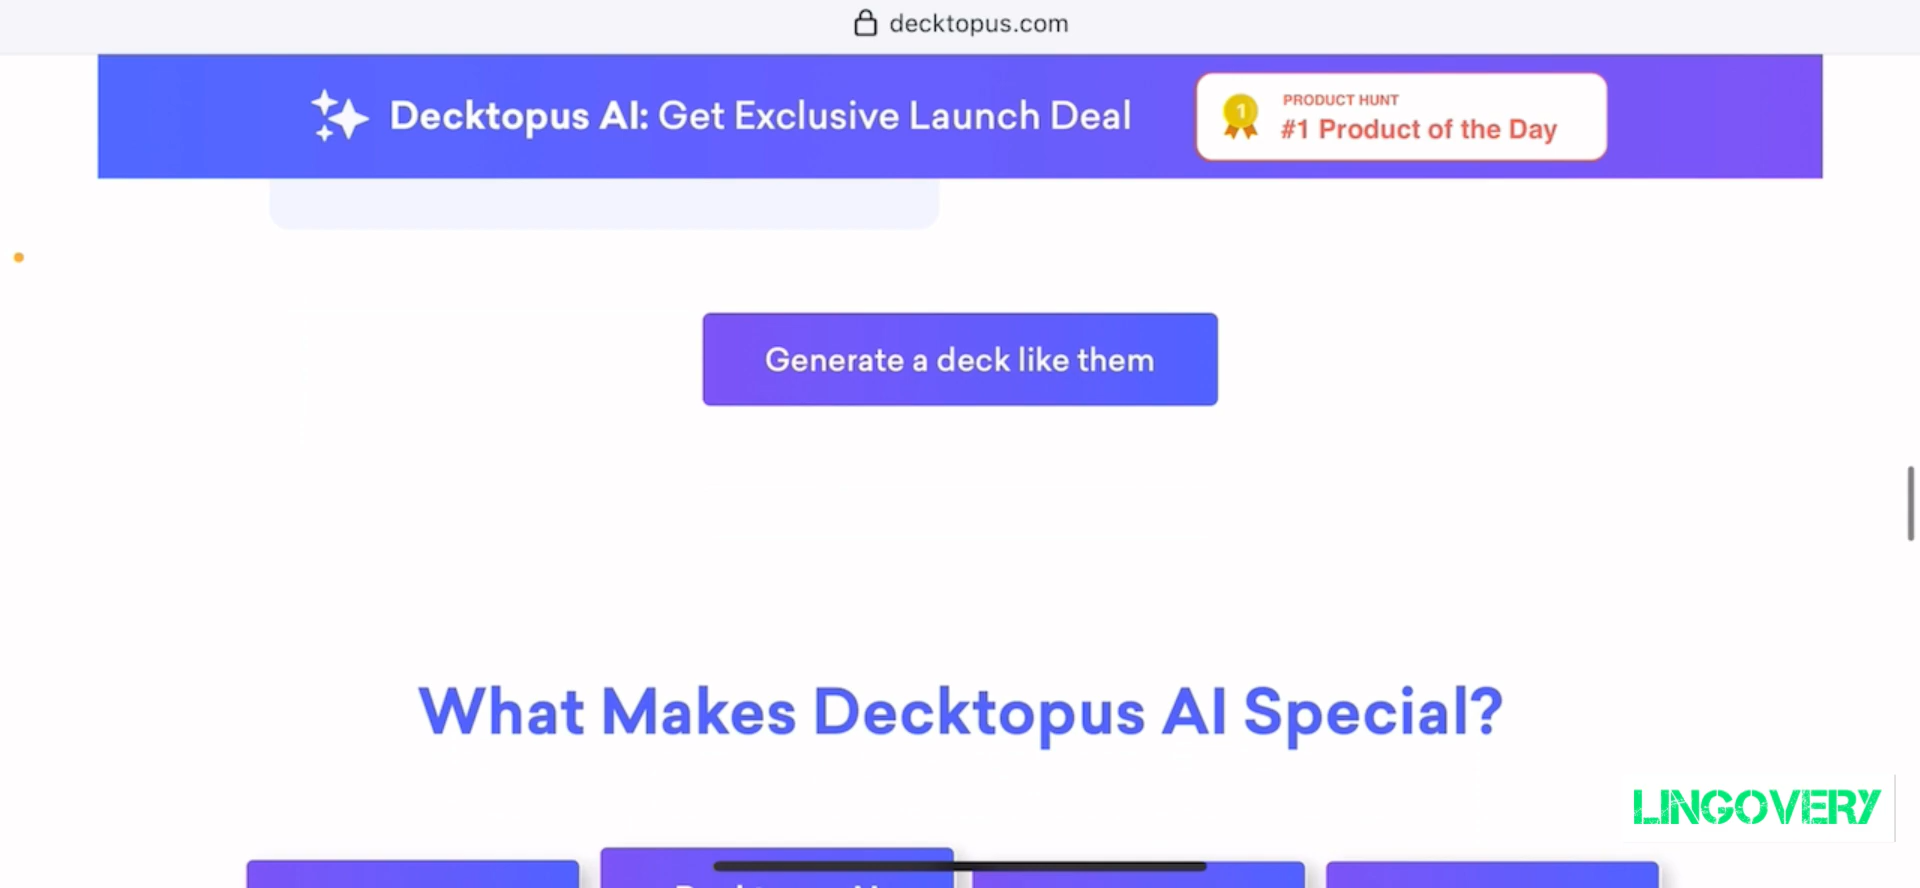 decktopus.com
Decktopus AI: Get Exclusive Launch Deal
PRODUCT HUNT
1
#1 Product of the Day
Generate a deck like them
What Makes Decktopus AI Special?
LINGOVERY